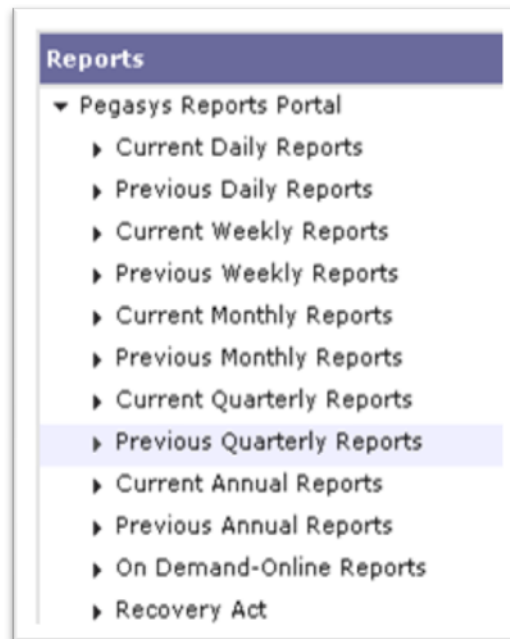 Reports
Pegasys Reports Portal
Current Daily Reports
Previous Daily Reports
Current Weekly Reports
Previous Weekly Reports
Current Monthly Reports
Previous Monthly Reports
Current Quarterly Reports
Previous Quarterly Reports
Current Annual Reports
Previous Annual Reports
On Demand-Online Reports
Recovery Act